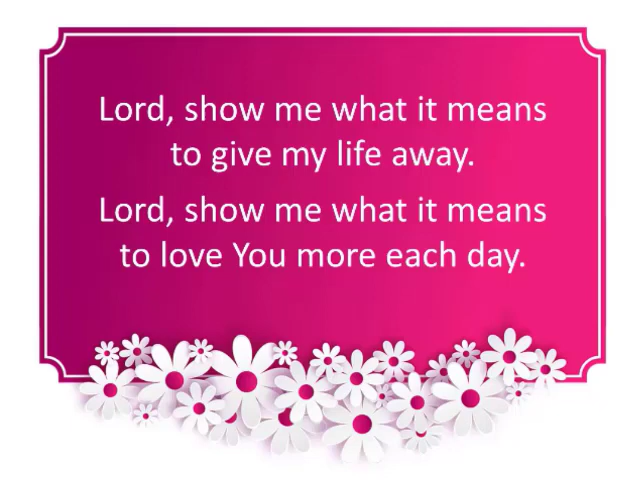 Lord, show me what it means
to give my life away.
Lord, show me what it means
to love You more each day.